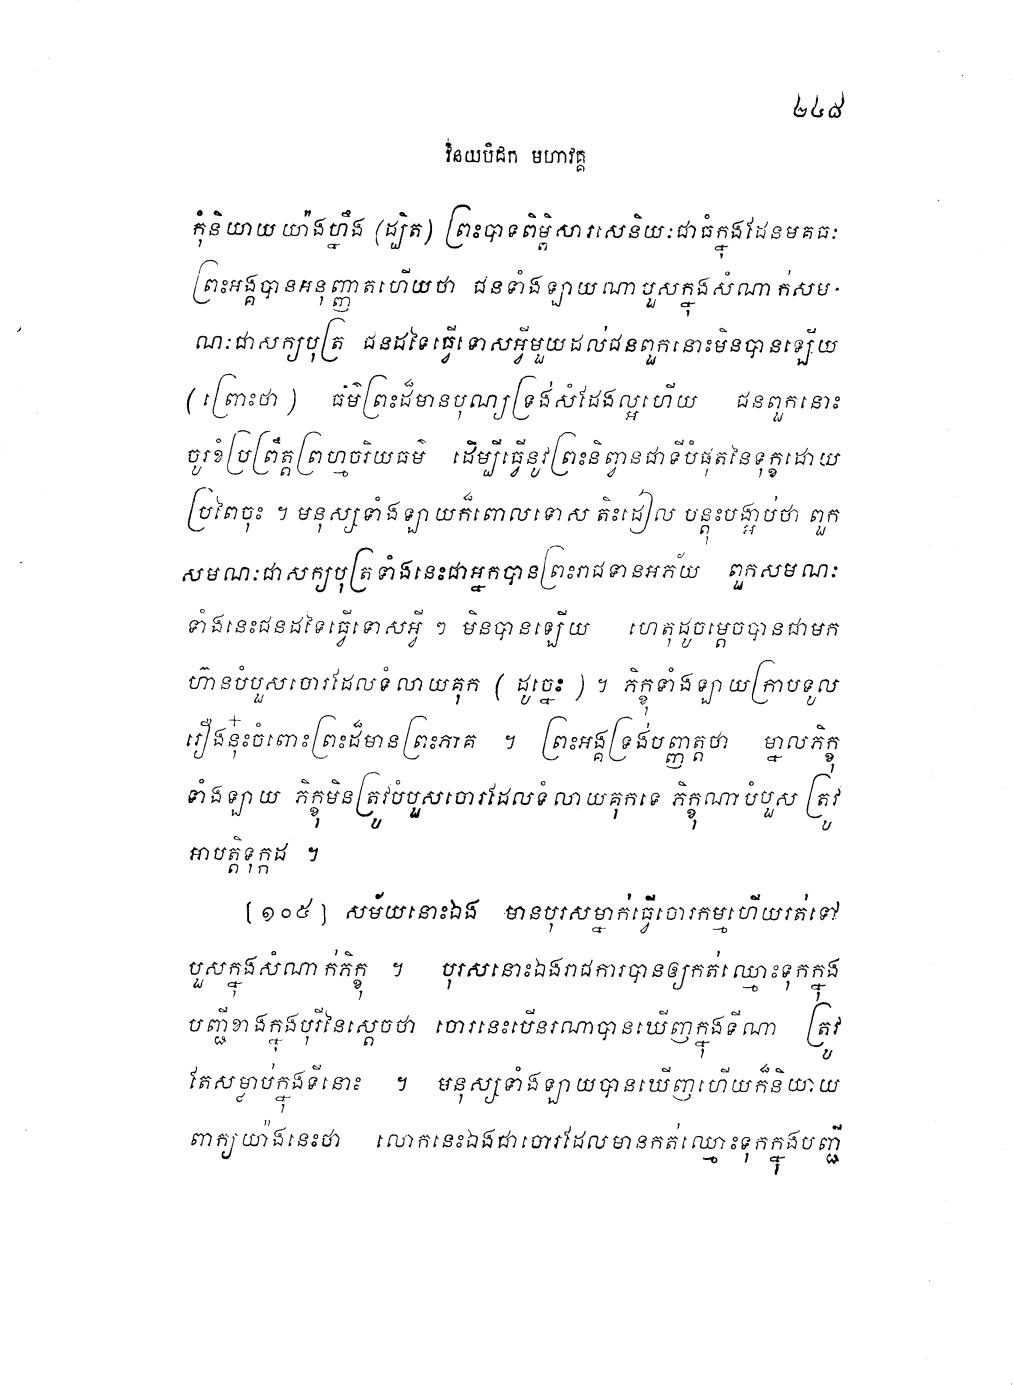 ២៤៨
វិនយបិដក មហាវគ្គ
កុំនិយាយយ៉ាងហ្នឹង (ដ្បិត) ព្រះបាទពិម្ពិសារសេនិយៈជាធំក្នុងដែនមគធៈ
ព្រះអង្គបានអនុញ្ញាតហើយថា ជនទាំងឡាយណាបួសក្នុងសំណាក់សម-
ណៈជាសក្យបុត្រ ជនដទៃធ្វើទោសអ្វីមួយដល់ជនពួកនោះមិនបានឡើយ
(ព្រោះថា) ធម៌ព្រះដ៏មានបុណ្យទ្រង់សំដែងល្អហើយ ជនពួកនោះ
ចូរខំប្រព្រឹត្តព្រហ្មចរិយធម៌ ដើម្បីធ្វើនូវព្រះនិព្វានជាទីបំផុតនៃទុក្ខដោយ
ប្រពៃចុះ ។ មនុស្សទាំងឡាយក៏ពោលទោស តិះដៀល បន្តុះបង្អាប់ថា ពួក
សមណៈជាសក្យបុត្រទាំងនេះជាអ្នកបានព្រះរាជទានអភ័យ ពួកសមណៈ
ទាំងនេះជនដទៃធ្វើទោសអ្វី ៗ មិនបានឡើយ ហេតុដូចម្ដេចបានជាមក
ហ៊ានបំបួសចោរដែលទំលាយគុក (ដូច្នេះ) ។ ភិក្ខុទាំងឡាយក្រាបទូល
រឿងនុ៎ះចំពោះព្រះដ៏មានព្រះភាគ ។ ព្រះអង្គទ្រង់បញ្ញាត្តថា ម្នាលភិក្ខុ
ទាំងឡាយ ភិក្ខុមិនត្រូវបំបួសចោរដែលទំលាយគុកទេ ភិក្ខុណាបំបួស ត្រូវ
អាបត្តិទុក្កដ ។
(១០៥) សម័យនោះឯង មានបុរសម្នាក់ធ្វើចោរកម្មហើយរត់ទៅ
បួសក្នុងសំណាក់ភិក្ខុ ។ បុរសនោះឯងរាជការបានឲ្យកត់ឈ្មោះទុកក្នុង
បញ្ជីខាងក្នុងបុរីនៃស្ដេចថា ចោរនេះបើនរណាបានឃើញក្នុងទីណា ត្រូវ
តែសម្លាប់ក្នុងទីនោះ ។ មនុស្សទាំងឡាយបានឃើញហើយក៏និយាយ
ពាក្យយ៉ាងនេះថា លោកនេះឯងជាចោរដែលមានកត់ឈ្មោះទុកក្នុងបញ្ជី